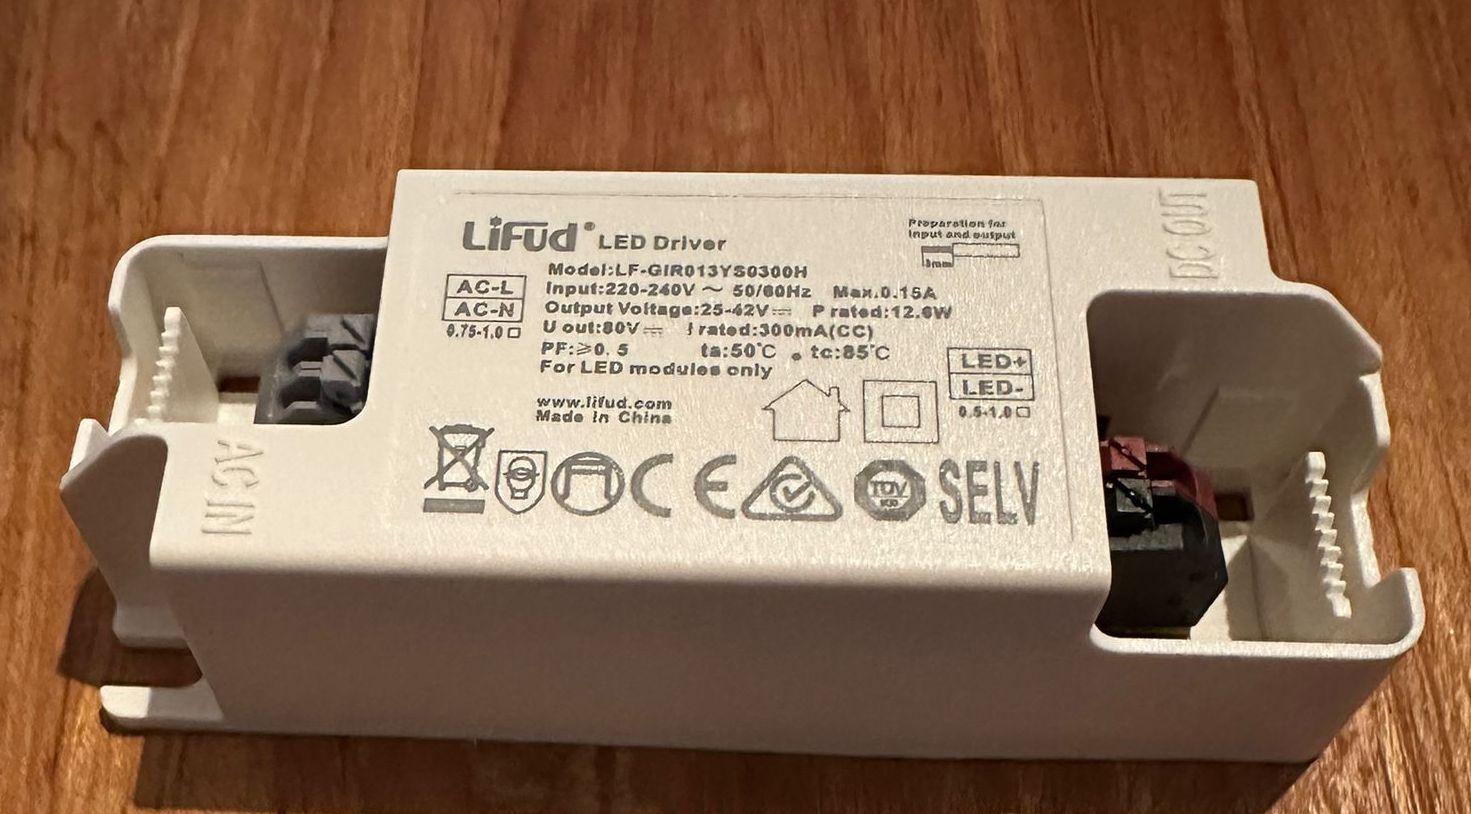 LiFud® LED Driver
Preparation for
input and output
8mm
Model:LF-GIR013YS0300H
AC-L
AC-N
0.75-1.0□
Input:220-240V ～ 50/60Hz Max.0.15A
Output Voltage:25-42V⎓ P rated:12.6W
U out:80V⎓ I rated:300mA(CC)
PF:≥0.5 ta:50℃ tc:85℃
For LED modules only
LED+
LED-
0.5-1.0□
www.lifud.com
Made in China
CE
TÜV
SELV
AC IN
DC OUT